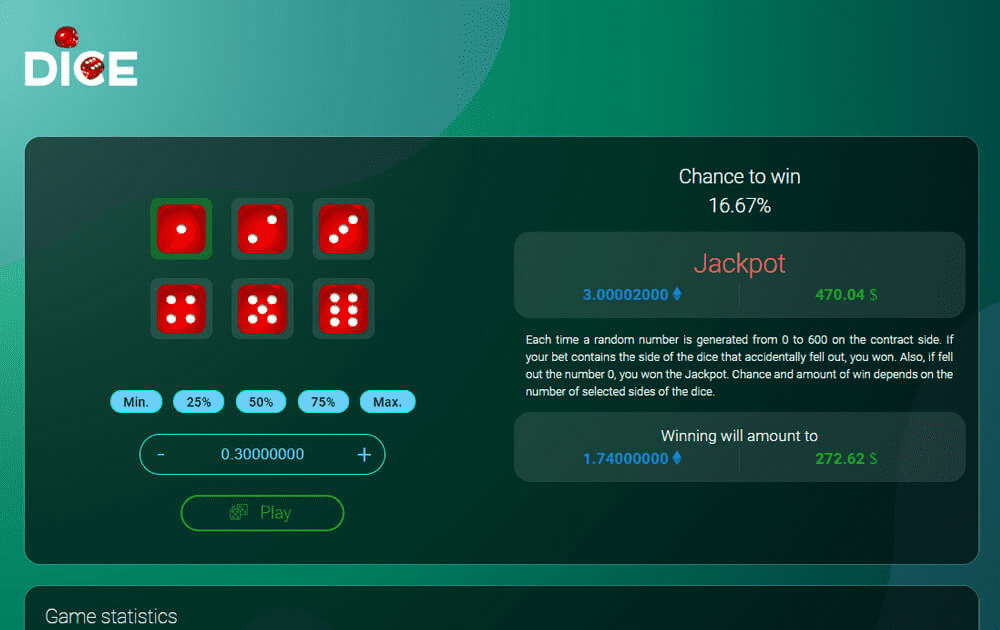 DICE
Chance to win
16.67%
Jackpot
3.00002000
470.04 $
Each time a random number is generated from 0 to 600 on the contract side. If
your bet contains the side of the dice that accidentally fell out, you won. Also, if fell
out the number 0, you won the Jackpot. Chance and amount of win depends on the
number of selected sides of the dice.
Min. 25% 50% 75% Max.
- 0.30000000 +
Play
Winning will amount to
1.74000000
272.62 $
Game statistics